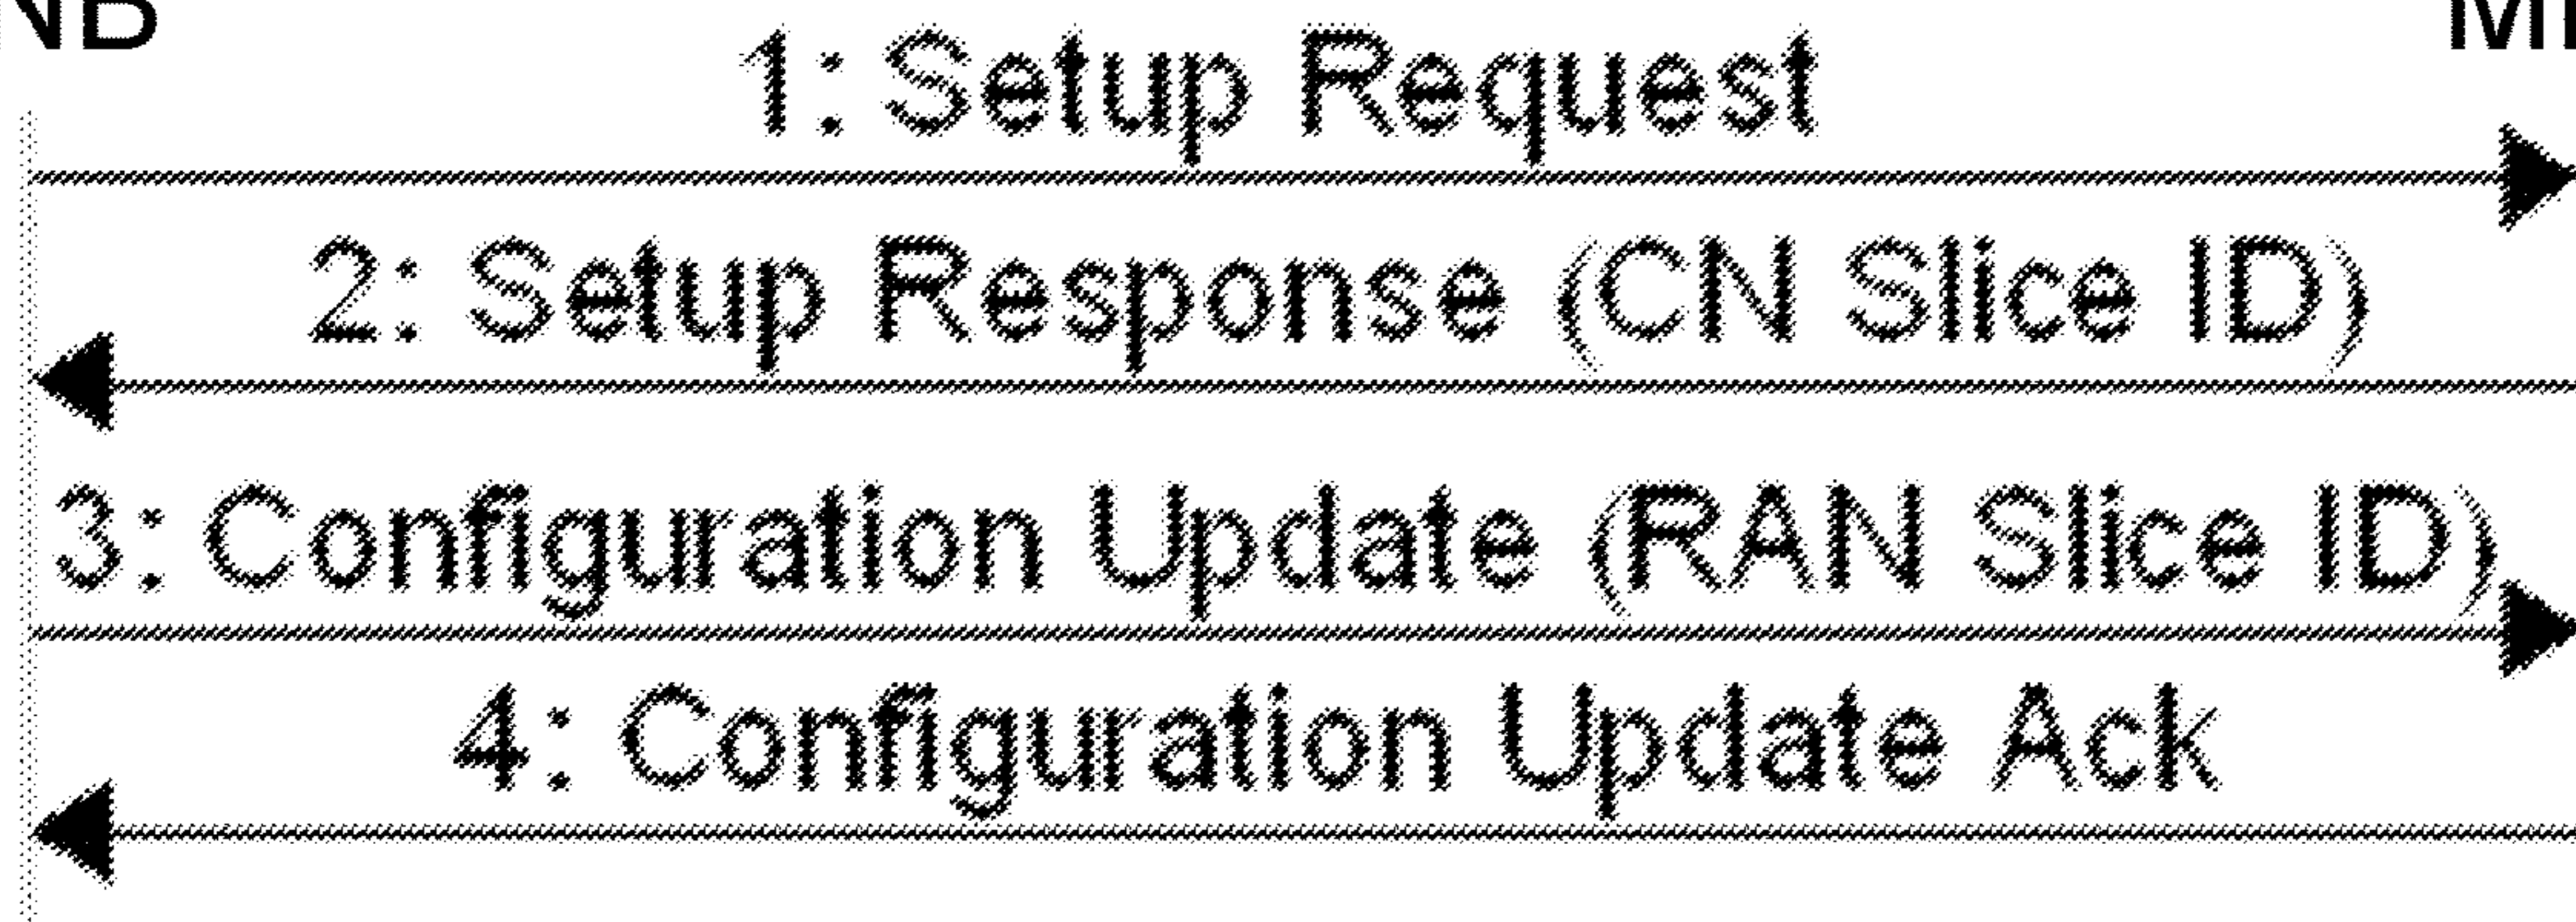 1: Setup Request
2: Setup Response (CN Slice ID)
3: Configuration Update (RAN Slice ID)
4: Configuration Update Ack